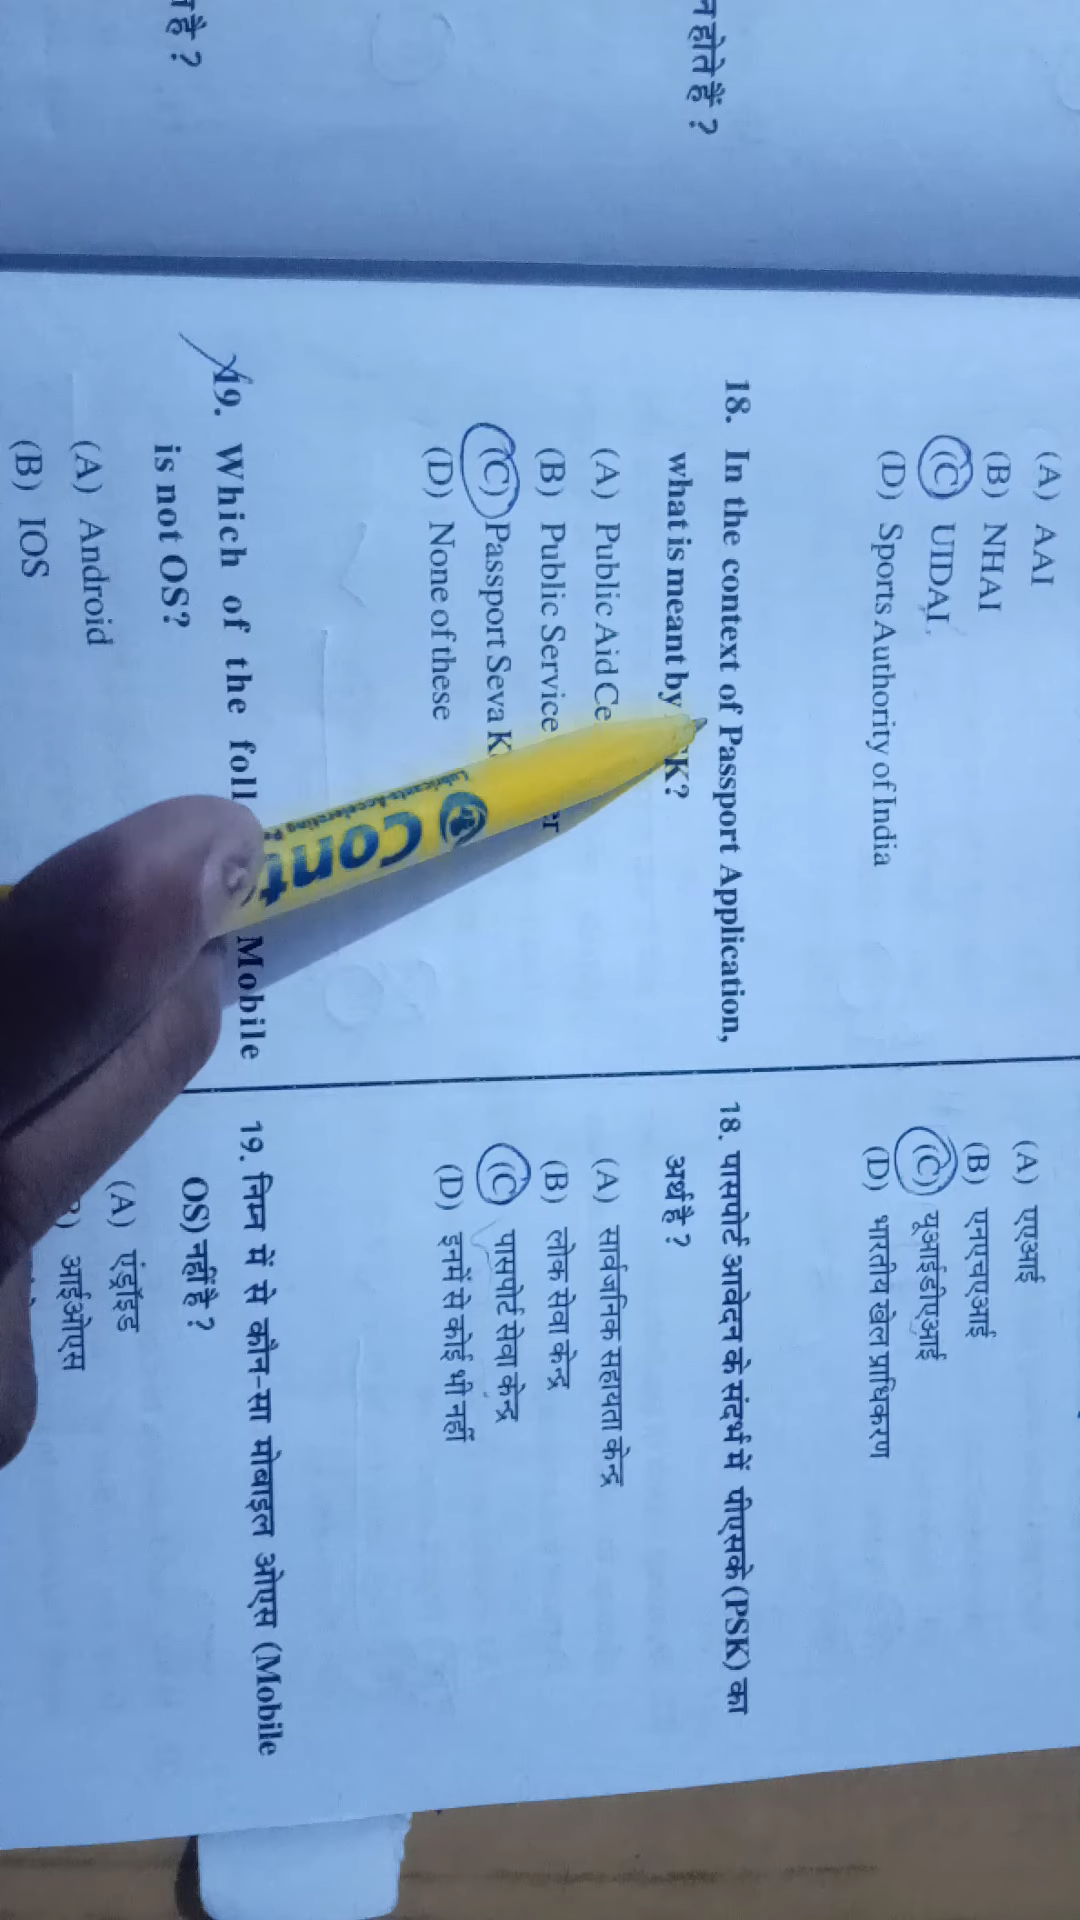 न होते हैं ?
है ?
(A) AAI
(B) NHAI
(C) UIDAI
(D) Sports Authority of India
18. In the context of Passport Application,
what is meant by K?
(A) Public Aid Ce
(B) Public Service er
(C) Passport Seva K
(D) None of these
19. Which of the foll Mobile
is not OS?
(A) Android
(B) IOS
(A) एएआई
(B) एनएचएआई
(C) यूआईडीएआई
(D) भारतीय खेल प्राधिकरण
18. पासपोर्ट आवेदन के संदर्भ में पीएसके (PSK) का
अर्थ है ?
(A) सार्वजनिक सहायता केन्द्र
(B) लोक सेवा केन्द्र
(C) पासपोर्ट सेवा केन्द्र
(D) इनमें से कोई भी नहीं
19. निम्न में से कौन-सा मोबाइल ओएस (Mobile
OS) नहीं है ?
(A) एंड्रॉइड
) आईओएस
Cont
Lubricants Accelerating